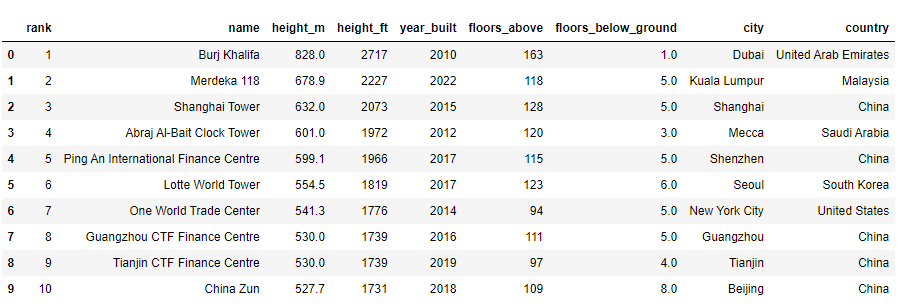 rank name height_m height_ft year_built floors_above floors_below_ground city country
0 1 Burj Khalifa 828.0 2717 2010 163 1.0 Dubai United Arab Emirates
1 2 Merdeka 118 678.9 2227 2022 118 5.0 Kuala Lumpur Malaysia
2 3 Shanghai Tower 632.0 2073 2015 128 5.0 Shanghai China
3 4 Abraj Al-Bait Clock Tower 601.0 1972 2012 120 3.0 Mecca Saudi Arabia
4 5 Ping An International Finance Centre 599.1 1966 2017 115 5.0 Shenzhen China
5 6 Lotte World Tower 554.5 1819 2017 123 6.0 Seoul South Korea
6 7 One World Trade Center 541.3 1776 2014 94 5.0 New York City United States
7 8 Guangzhou CTF Finance Centre 530.0 1739 2016 111 5.0 Guangzhou China
8 9 Tianjin CTF Finance Centre 530.0 1739 2019 97 4.0 Tianjin China
9 10 China Zun 527.7 1731 2018 109 8.0 Beijing China